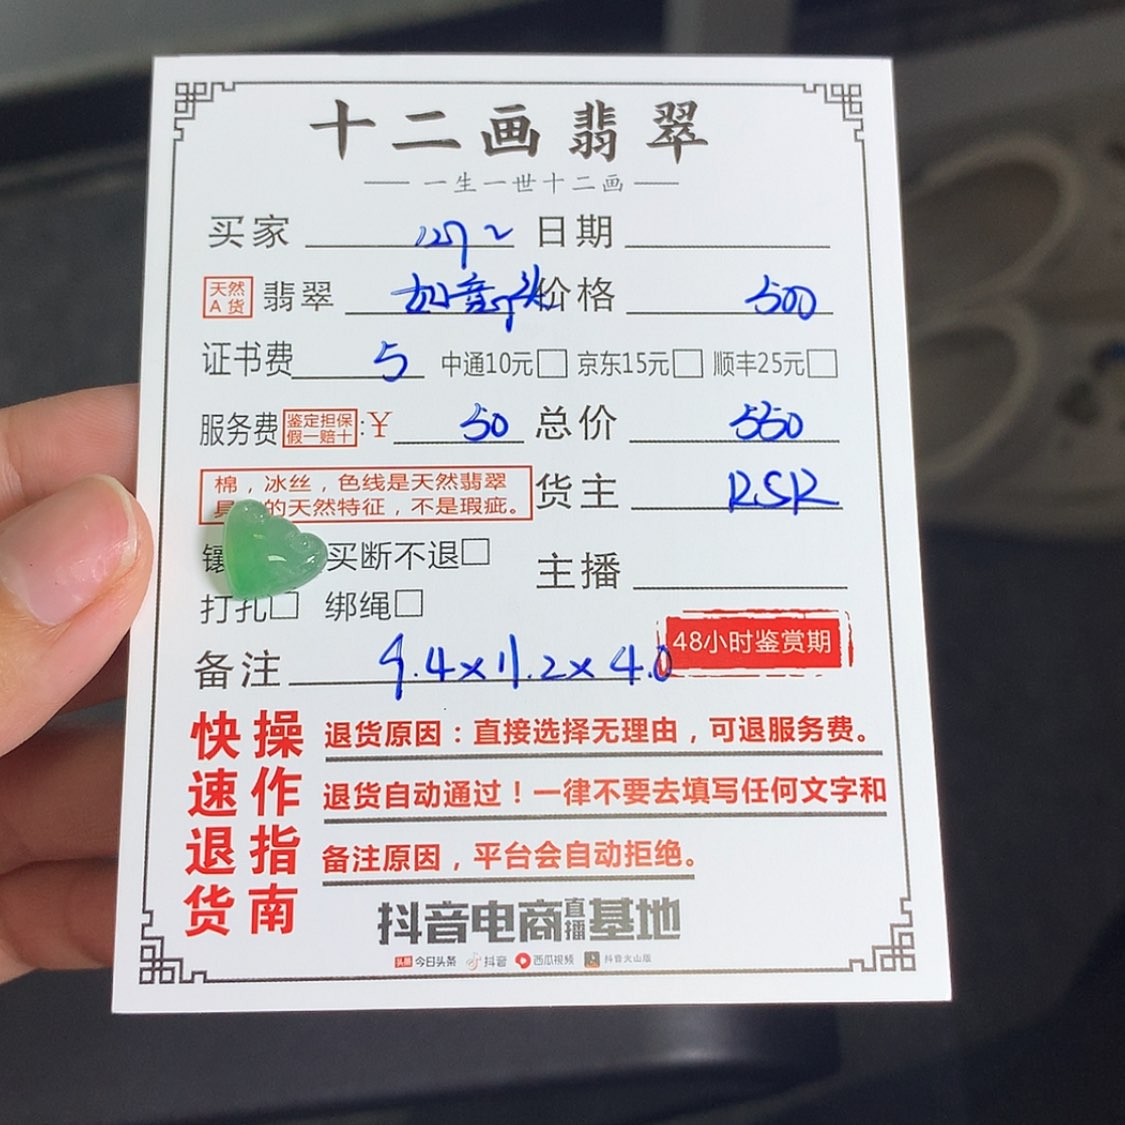 十二画翡翠
一生一世十二画
买家 日期
天然A货 翡翠 如意头 价格 500
证书费 5 中通10元□ 京东15元□ 顺丰25元□
服务费 鉴定担保 假一赔十 :¥ 50 总价 550
棉，冰丝，色线是天然翡翠
的天然特征，不是瑕疵。
货主 RSR
镶 买断不退□
主播
打孔□ 绑绳□
48小时鉴赏期
备注 9.4×11.2×4.0
快速退货 操作指南
退货原因：直接选择无理由，可退服务费。
退货自动通过！一律不要去填写任何文字和
备注原因，平台会自动拒绝。
抖音电商直播基地
头条 今日头条 抖音 西瓜视频 抖音火山版